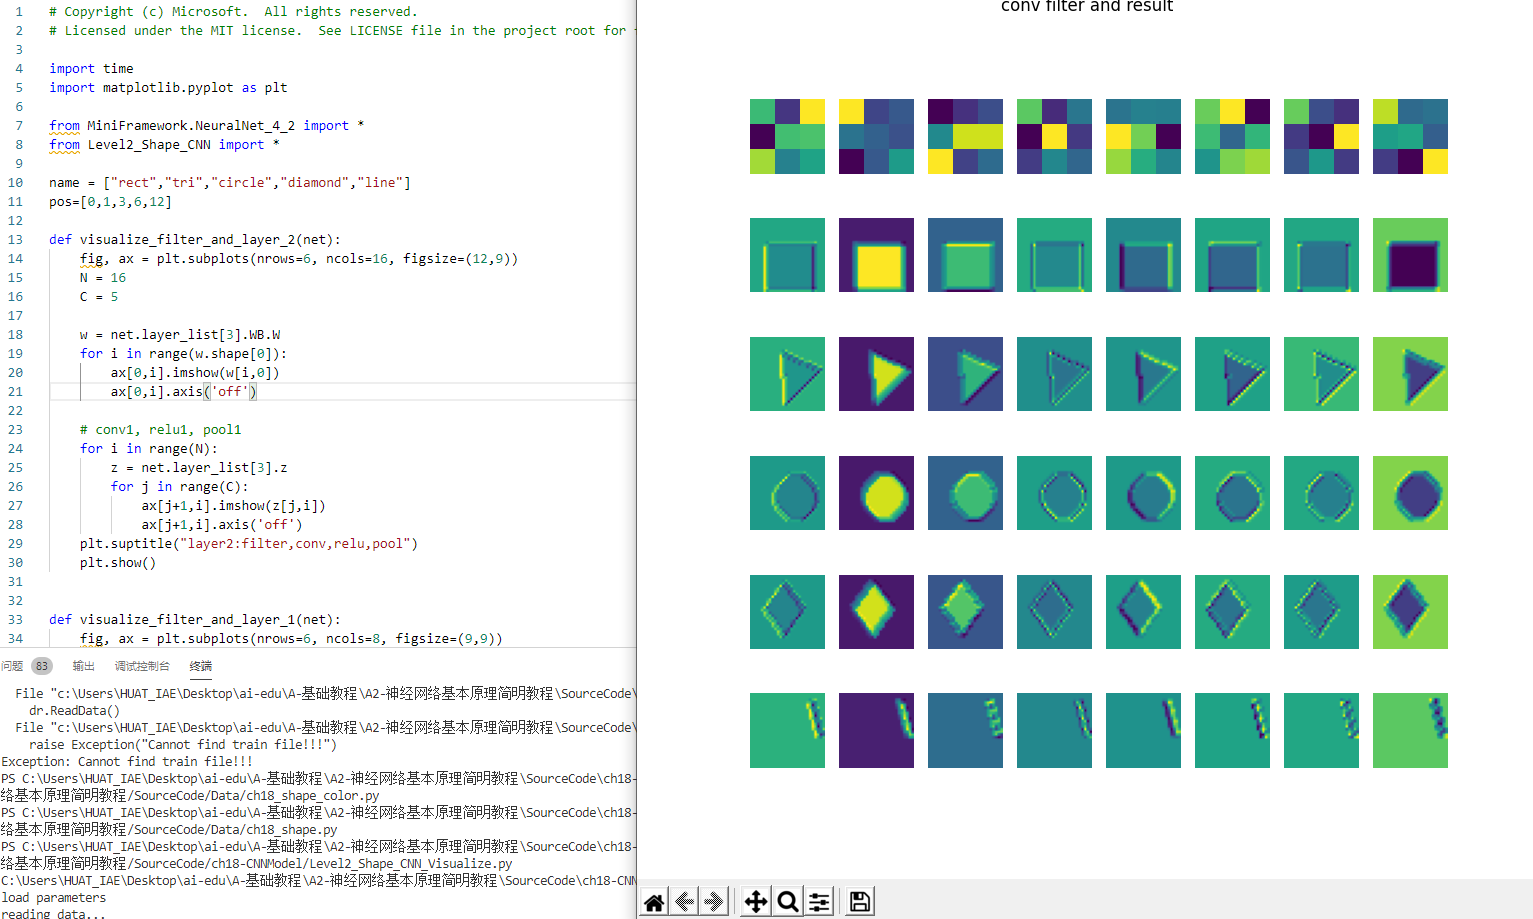 1 # Copyright (c) Microsoft.  All rights reserved.
2 # Licensed under the MIT license.  See LICENSE file in the project root for
3
4 import time
5 import matplotlib.pyplot as plt
6
7 from MiniFramework.NeuralNet_4_2 import *
8 from Level2_Shape_CNN import *
9
10 name = ["rect","tri","circle","diamond","line"]
11 pos=[0,1,3,6,12]
12
13 def visualize_filter_and_layer_2(net):
14     fig, ax = plt.subplots(nrows=6, ncols=16, figsize=(12,9))
15     N = 16
16     C = 5
17
18     w = net.layer_list[3].WB.W
19     for i in range(w.shape[0]):
20         ax[0,i].imshow(w[i,0])
21         ax[0,i].axis('off')
22
23     # conv1, relu1, pool1
24     for i in range(N):
25         z = net.layer_list[3].z
26         for j in range(C):
27             ax[j+1,i].imshow(z[j,i])
28             ax[j+1,i].axis('off')
29     plt.suptitle("layer2:filter,conv,relu,pool")
30     plt.show()
31
32
33 def visualize_filter_and_layer_1(net):
34     fig, ax = plt.subplots(nrows=6, ncols=8, figsize=(9,9))
问题 83 输出 调试控制台 终端
File "c:\Users\HUAT_IAE\Desktop\ai-edu\A-基础教程\A2-神经网络基本原理简明教程\SourceCode\
dr.ReadData()
File "c:\Users\HUAT_IAE\Desktop\ai-edu\A-基础教程\A2-神经网络基本原理简明教程\SourceCode\
raise Exception("Cannot find train file!!!")
Exception: Cannot find train file!!!
PS C:\Users\HUAT_IAE\Desktop\ai-edu\A-基础教程\A2-神经网络基本原理简明教程\SourceCode\ch18-
络基本原理简明教程/SourceCode/Data/ch18_shape_color.py
PS C:\Users\HUAT_IAE\Desktop\ai-edu\A-基础教程\A2-神经网络基本原理简明教程\SourceCode\ch18-
络基本原理简明教程/SourceCode/Data/ch18_shape.py
PS C:\Users\HUAT_IAE\Desktop\ai-edu\A-基础教程\A2-神经网络基本原理简明教程\SourceCode\ch18-
络基本原理简明教程/SourceCode/ch18-CNNModel/Level2_Shape_CNN_Visualize.py
C:\Users\HUAT_IAE\Desktop\ai-edu\A-基础教程\A2-神经网络基本原理简明教程\SourceCode\ch18-CNN
load parameters
reading data...
conv filter and result